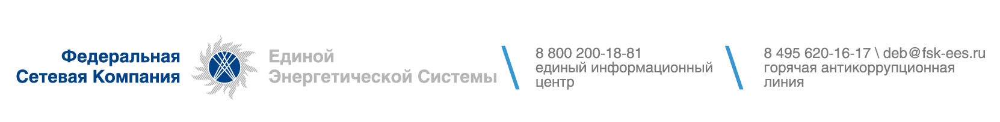 Федеральная
Сетевая Компания
Единой
Энергетической Системы
8 800 200-18-81
единый информационный
центр
8 495 620-16-17 \ deb@fsk-ees.ru
горячая антикоррупционная
линия